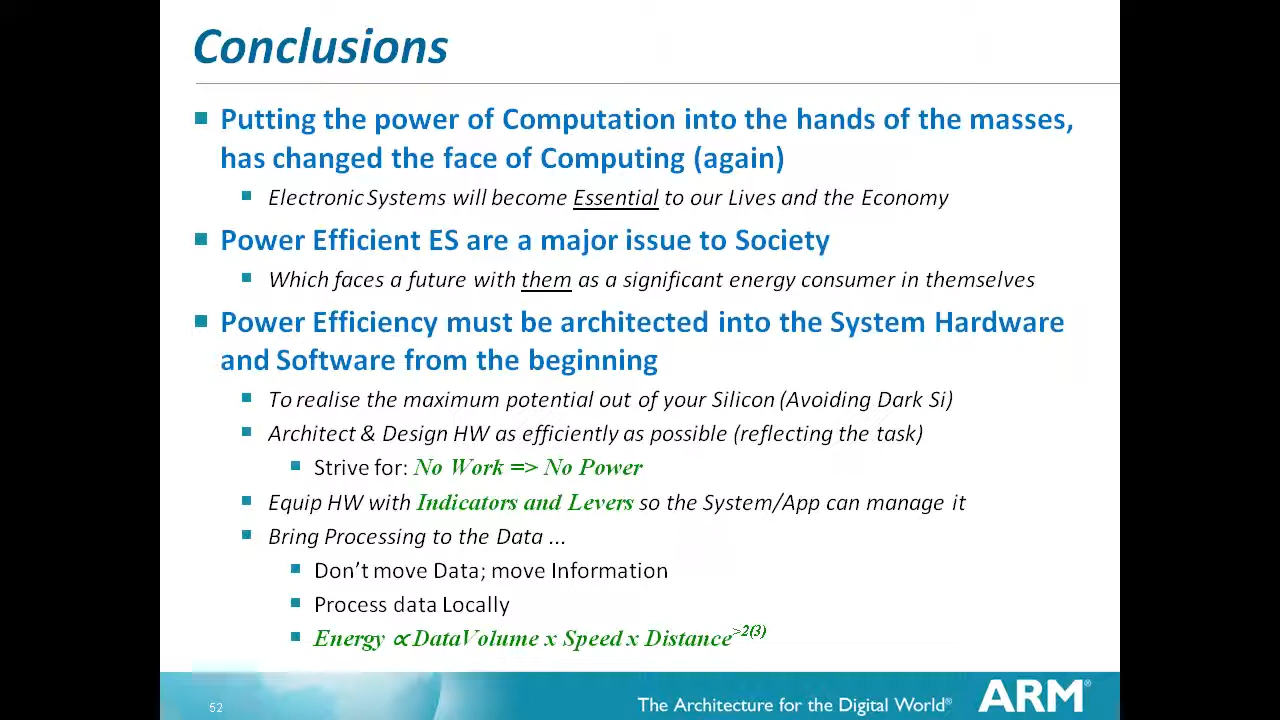 Conclusions
Putting the power of Computation into the hands of the masses,
has changed the face of Computing (again)
Electronic Systems will become Essential to our Lives and the Economy
Power Efficient ES are a major issue to Society
Which faces a future with them as a significant energy consumer in themselves
Power Efficiency must be architected into the System Hardware
and Software from the beginning
To realise the maximum potential out of your Silicon (Avoiding Dark Si)
Architect & Design HW as efficiently as possible (reflecting the task)
Strive for: No Work => No Power
Equip HW with Indicators and Levers so the System/App can manage it
Bring Processing to the Data ...
Don't move Data; move Information
Process data Locally
Energy ∝ DataVolume x Speed x Distance^>2(3)
52
The Architecture for the Digital World® ARM®